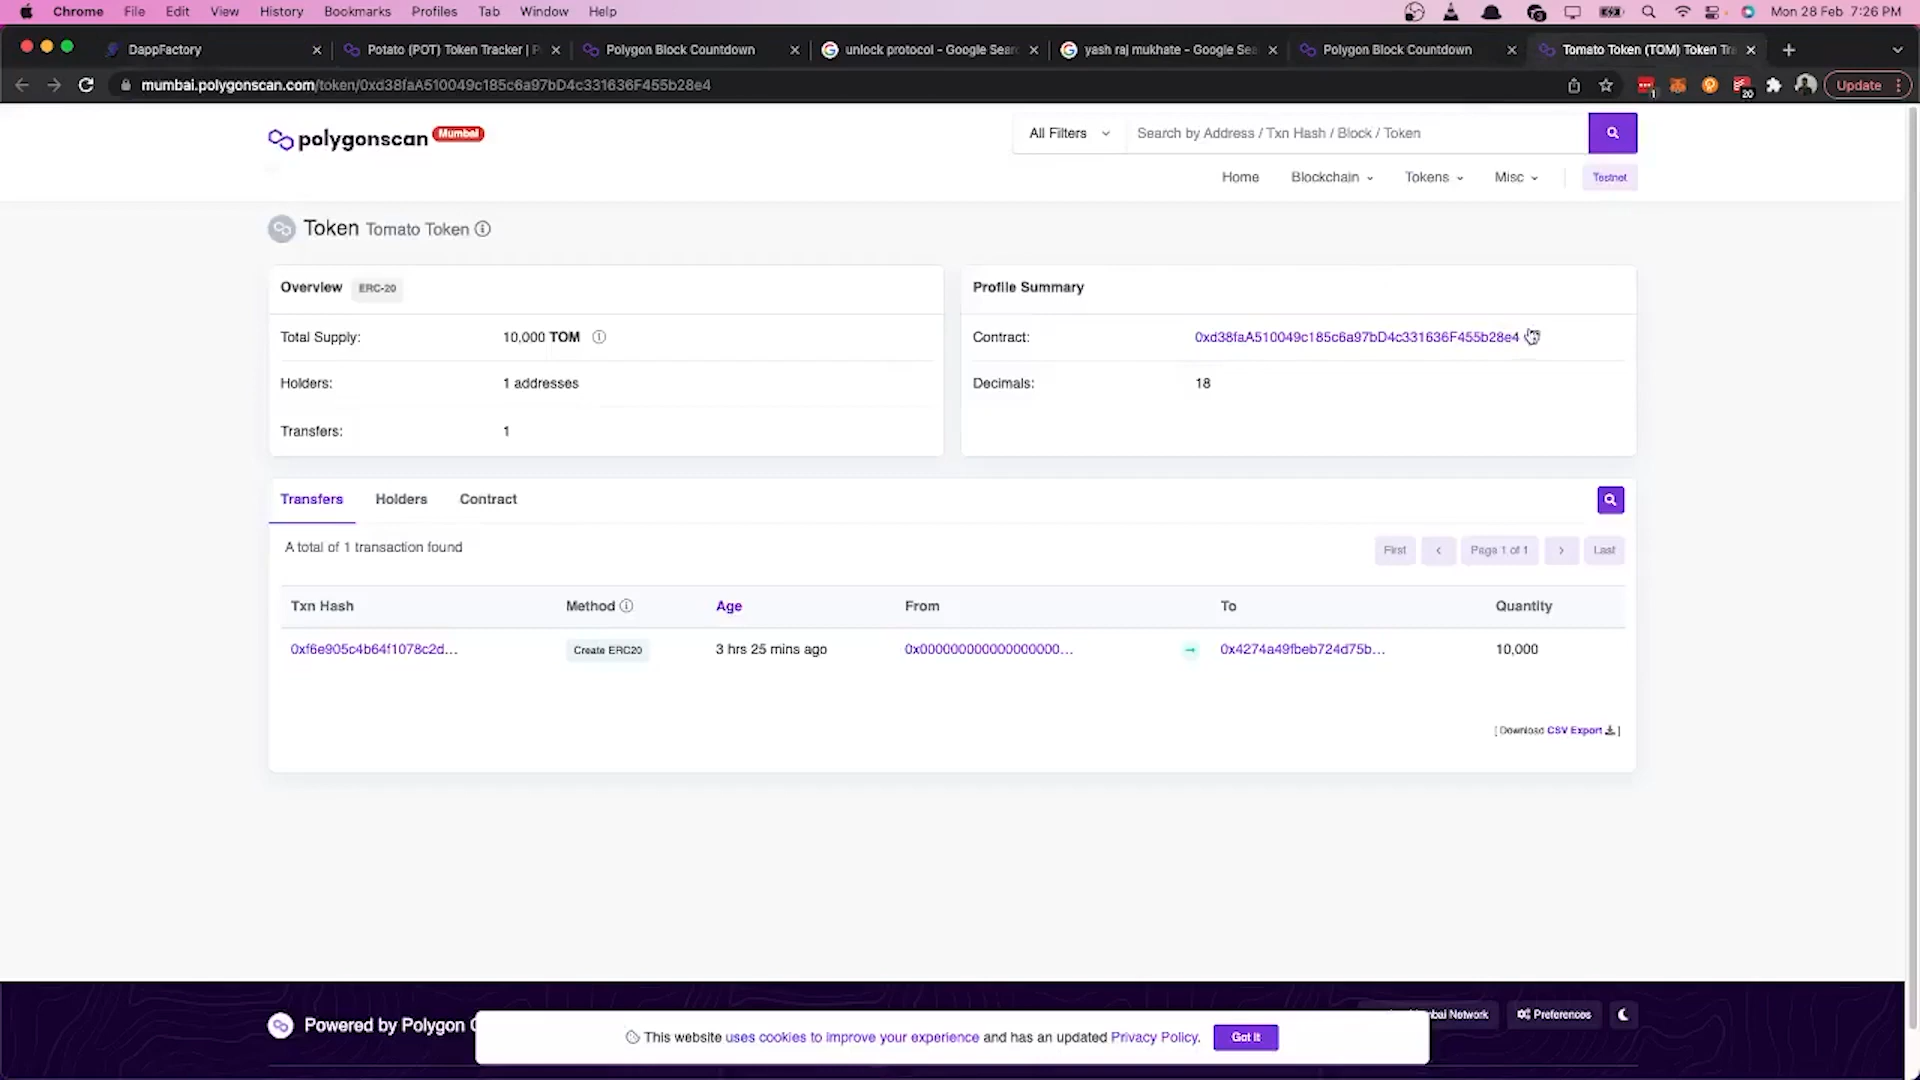 Chrome File Edit View History Bookmarks Profiles Tab Window Help Mon 28 Feb 7:26 PM
DappFactory Potato (POT) Token Tracker | P Polygon Block Countdown unlock protocol - Google Searc yash raj mukhate - Google Sea Polygon Block Countdown Tomato Token (TOM) Token Tra
mumbai.polygonscan.com/token/0xd38faA510049c185c6a97bD4c331636F455b28e4 1 20 Update
polygonscan Mumbai
All Filters Search by Address / Txn Hash / Block / Token
Home Blockchain Tokens Misc Testnet
Token Tomato Token
Overview ERC-20
Total Supply: 10,000 TOM
Holders: 1 addresses
Transfers: 1
Profile Summary
Contract: 0xd38faA510049c185c6a97bD4c331636F455b28e4
Decimals: 18
Transfers Holders Contract
A total of 1 transaction found
First < Page 1 of 1 > Last
Txn Hash Method Age From To Quantity
0xf6e905c4b64f1078c2d... Create ERC20 3 hrs 25 mins ago 0x000000000000000000... → 0x4274a49fbeb724d75b... 10,000
[ Download CSV Export ]
Powered by Polygon Network Preferences
This website uses cookies to improve your experience and has an updated Privacy Policy. Got It